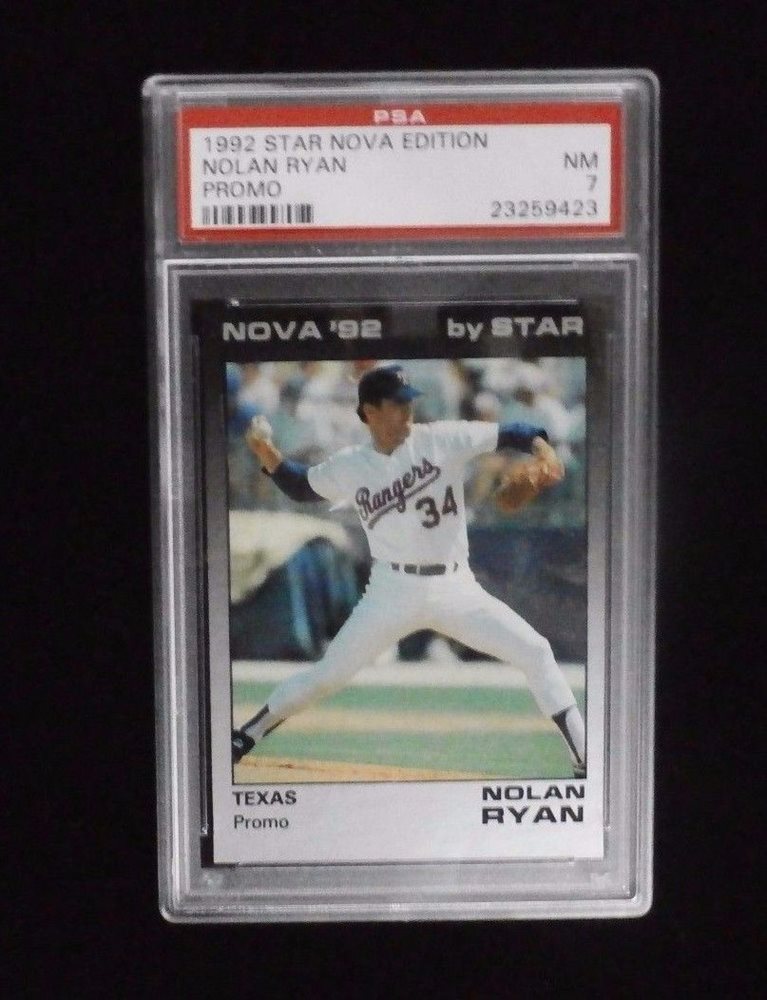 PSA
1992 STAR NOVA EDITION
NOLAN RYAN NM
PROMO 7
23259423
NOVA '92 by STAR
Rangers
34
TEXAS NOLAN
Promo RYAN